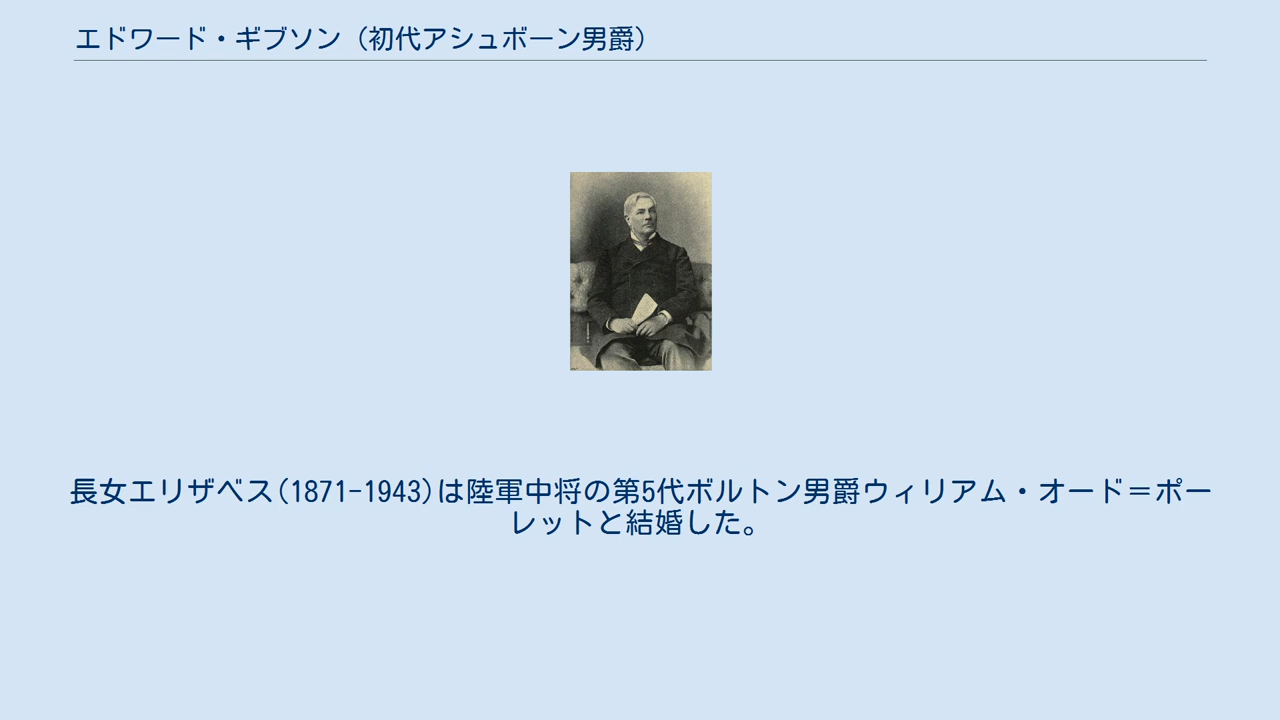 エドワード・ギブソン（初代アシュボーン男爵）
長女エリザベス(1871-1943)は陸軍中将の第5代ボルトン男爵ウィリアム・オード＝ポー
レットと結婚した。